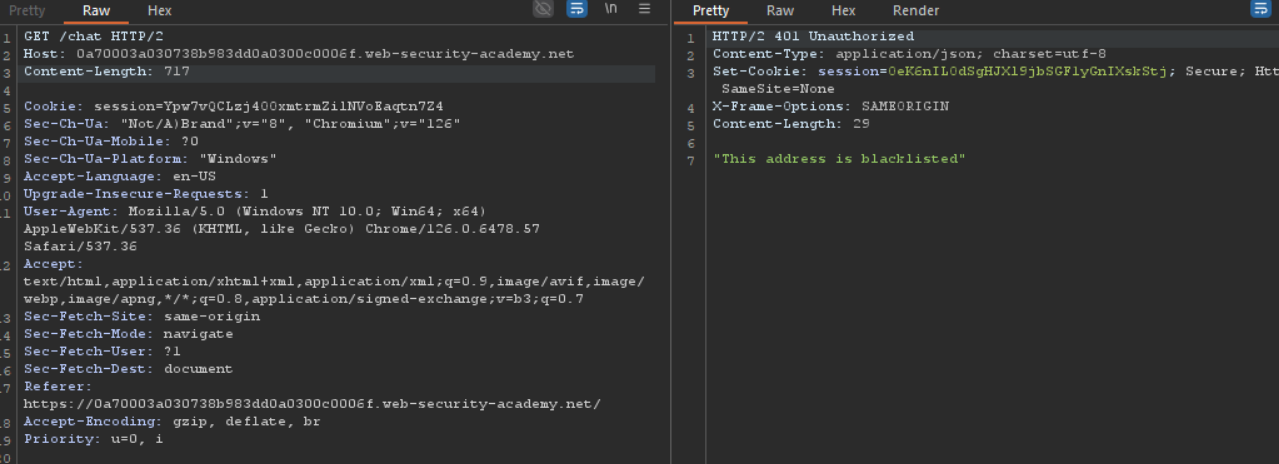 Pretty Raw Hex \n
1 GET /chat HTTP/2
2 Host: 0a70003a030738b983dd0a0300c0006f.web-security-academy.net
3 Content-Length: 717
4
5 Cookie: session=Ypw7vQCLzj400xmtrmZilNVoEaqtn7Z4
6 Sec-Ch-Ua: "Not/A)Brand";v="8", "Chromium";v="126"
7 Sec-Ch-Ua-Mobile: ?0
8 Sec-Ch-Ua-Platform: "Windows"
9 Accept-Language: en-US
10 Upgrade-Insecure-Requests: 1
11 User-Agent: Mozilla/5.0 (Windows NT 10.0; Win64; x64)
AppleWebKit/537.36 (KHTML, like Gecko) Chrome/126.0.6478.57
Safari/537.36
12 Accept:
text/html,application/xhtml+xml,application/xml;q=0.9,image/avif,image/
webp,image/apng,*/*;q=0.8,application/signed-exchange;v=b3;q=0.7
13 Sec-Fetch-Site: same-origin
14 Sec-Fetch-Mode: navigate
15 Sec-Fetch-User: ?1
16 Sec-Fetch-Dest: document
17 Referer:
https://0a70003a030738b983dd0a0300c0006f.web-security-academy.net/
18 Accept-Encoding: gzip, deflate, br
19 Priority: u=0, i
20
Pretty Raw Hex Render
1 HTTP/2 401 Unauthorized
2 Content-Type: application/json; charset=utf-8
3 Set-Cookie: session=0eK6nIL0dSgHJXl9jbSGFlyGnIXskStj; Secure; Htt
SameSite=None
4 X-Frame-Options: SAMEORIGIN
5 Content-Length: 29
6
7 "This address is blacklisted"